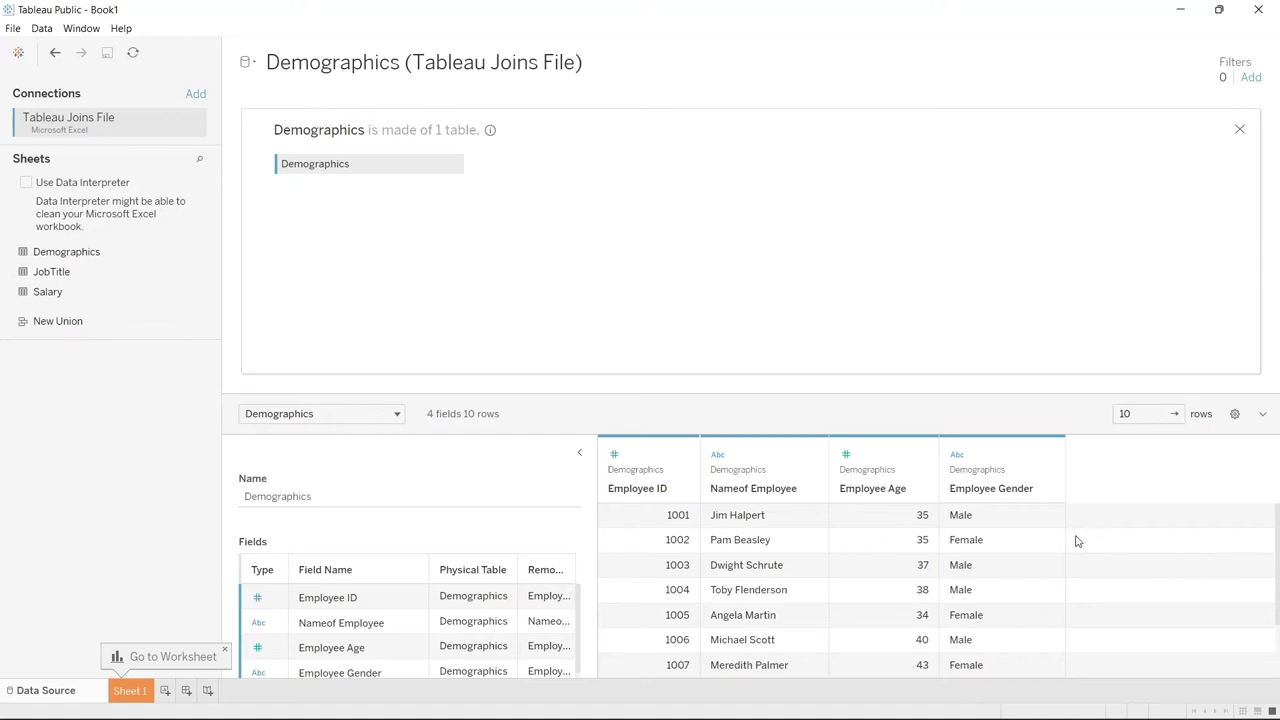 Tableau Public - Book1
File Data Window Help
Connections Add
Tableau Joins File
Microsoft Excel
Sheets
Use Data Interpreter
Data Interpreter might be able to
clean your Microsoft Excel
workbook.
Demographics
JobTitle
Salary
New Union
Demographics (Tableau Joins File)
Filters
0 Add
Demographics is made of 1 table.
Demographics
Demographics 4 fields 10 rows 10 rows
Name
Demographics
Fields
Type Field Name Physical Table Remo...
# Employee ID Demographics Employ...
Abc Nameof Employee Demographics Nameo...
# Employee Age Demographics Employ...
Abc Employee Gender Demographics Employ...
# Abc # Abc
Demographics Demographics Demographics Demographics
Employee ID Nameof Employee Employee Age Employee Gender
1001 Jim Halpert 35 Male
1002 Pam Beasley 35 Female
1003 Dwight Schrute 37 Male
1004 Toby Flenderson 38 Male
1005 Angela Martin 34 Female
1006 Michael Scott 40 Male
1007 Meredith Palmer 43 Female
Go to Worksheet
Data Source Sheet 1